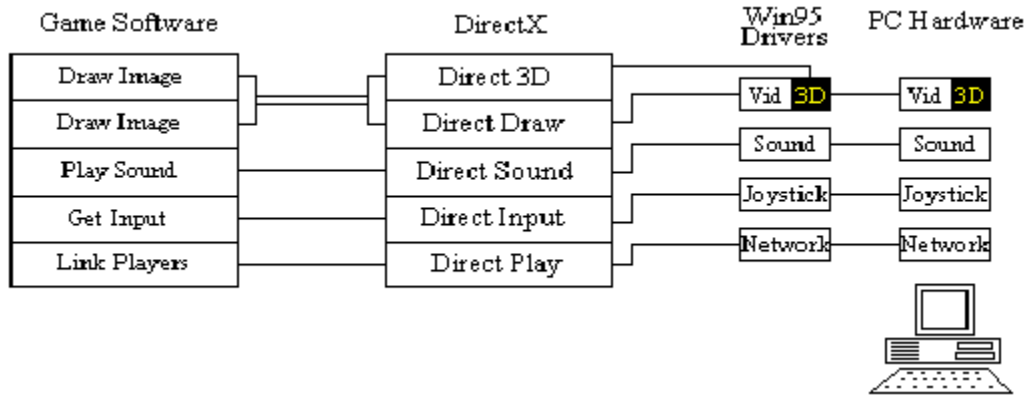 Game Software
DirectX
Win95
Drivers
PC Hardware
Draw Image
Draw Image
Play Sound
Get Input
Link Players
Direct 3D
Direct Draw
Direct Sound
Direct Input
Direct Play
Vid 3D
Sound
Joystick
Network
Vid 3D
Sound
Joystick
Network